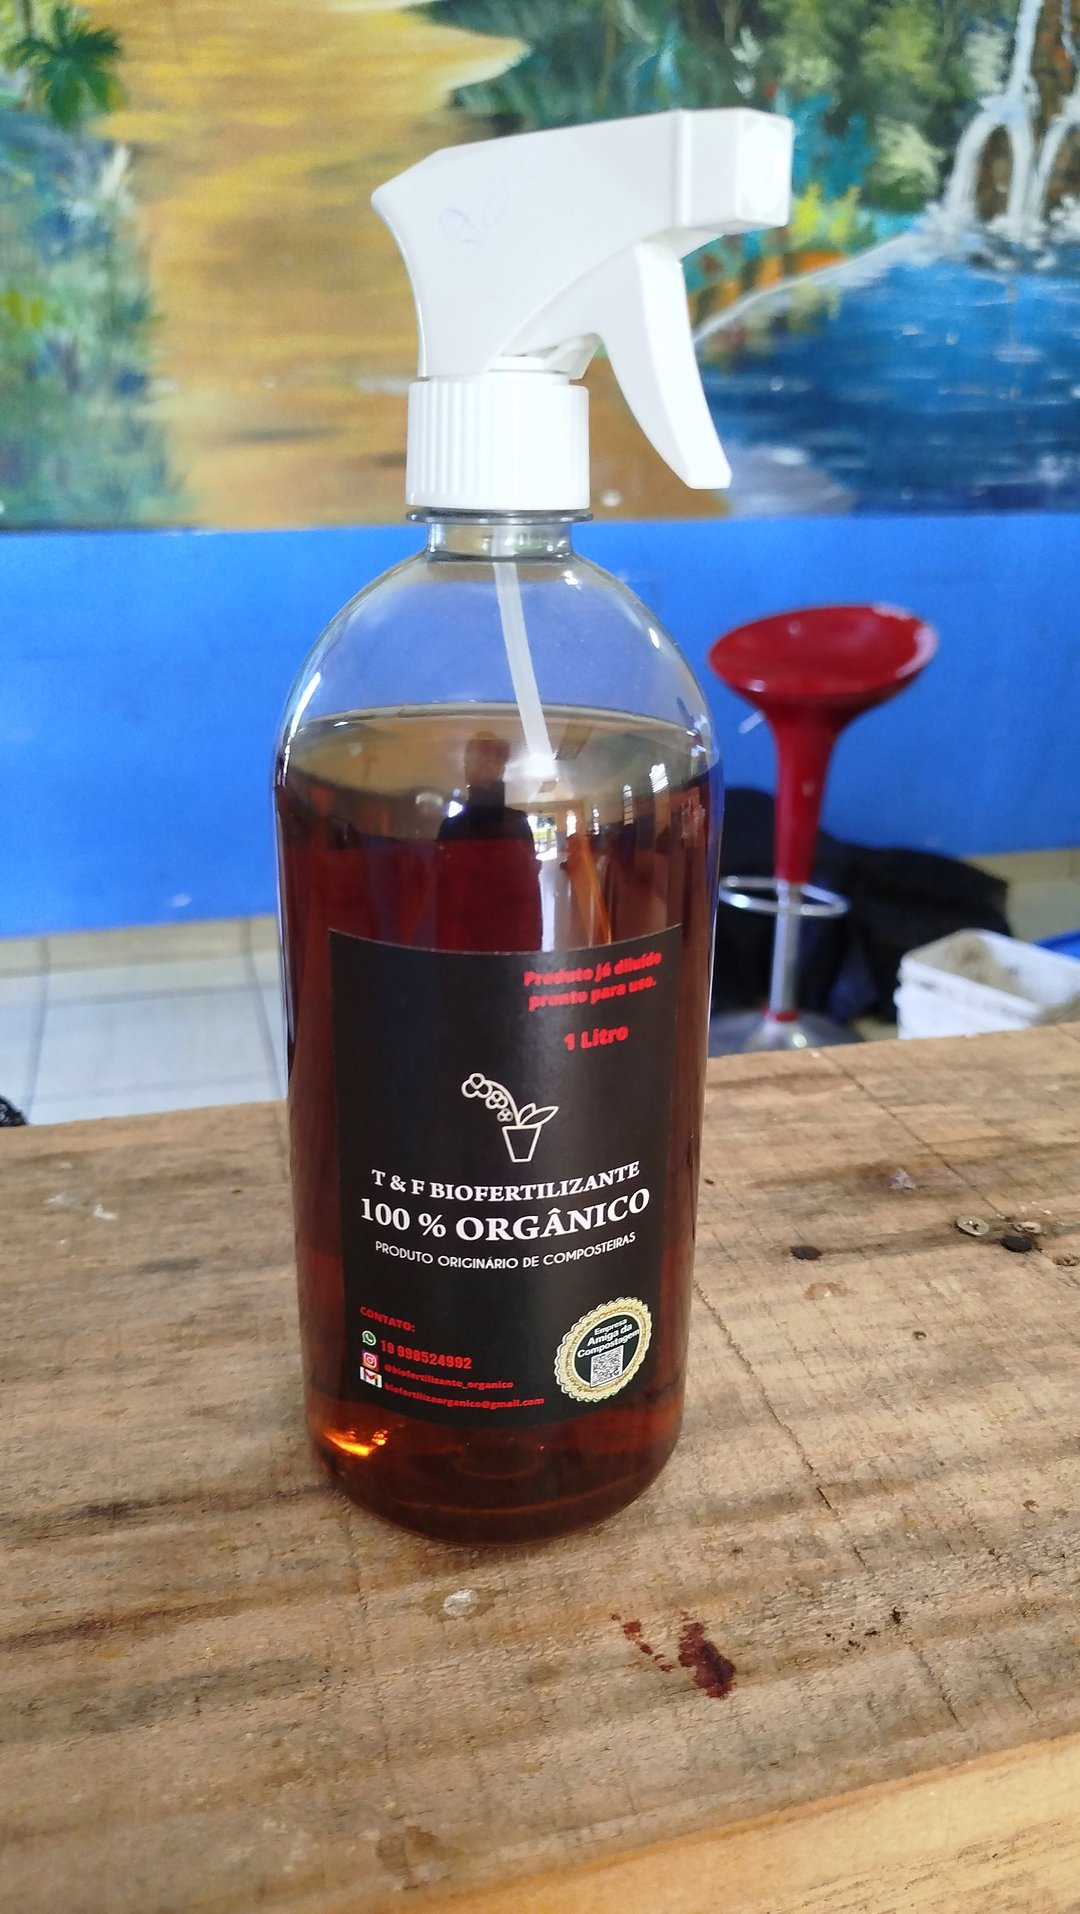 Produto já diluído
pronto para uso.
1 Litro
T & F BIOFERTILIZANTE
100 % ORGÂNICO
PRODUTO ORIGINÁRIO DE COMPOSTEIRAS
CONTATO:
19 998524992
@biofertilizante_organico
biofertilizaorganico@gmail.com
Empresa
Amiga da
Compostagem